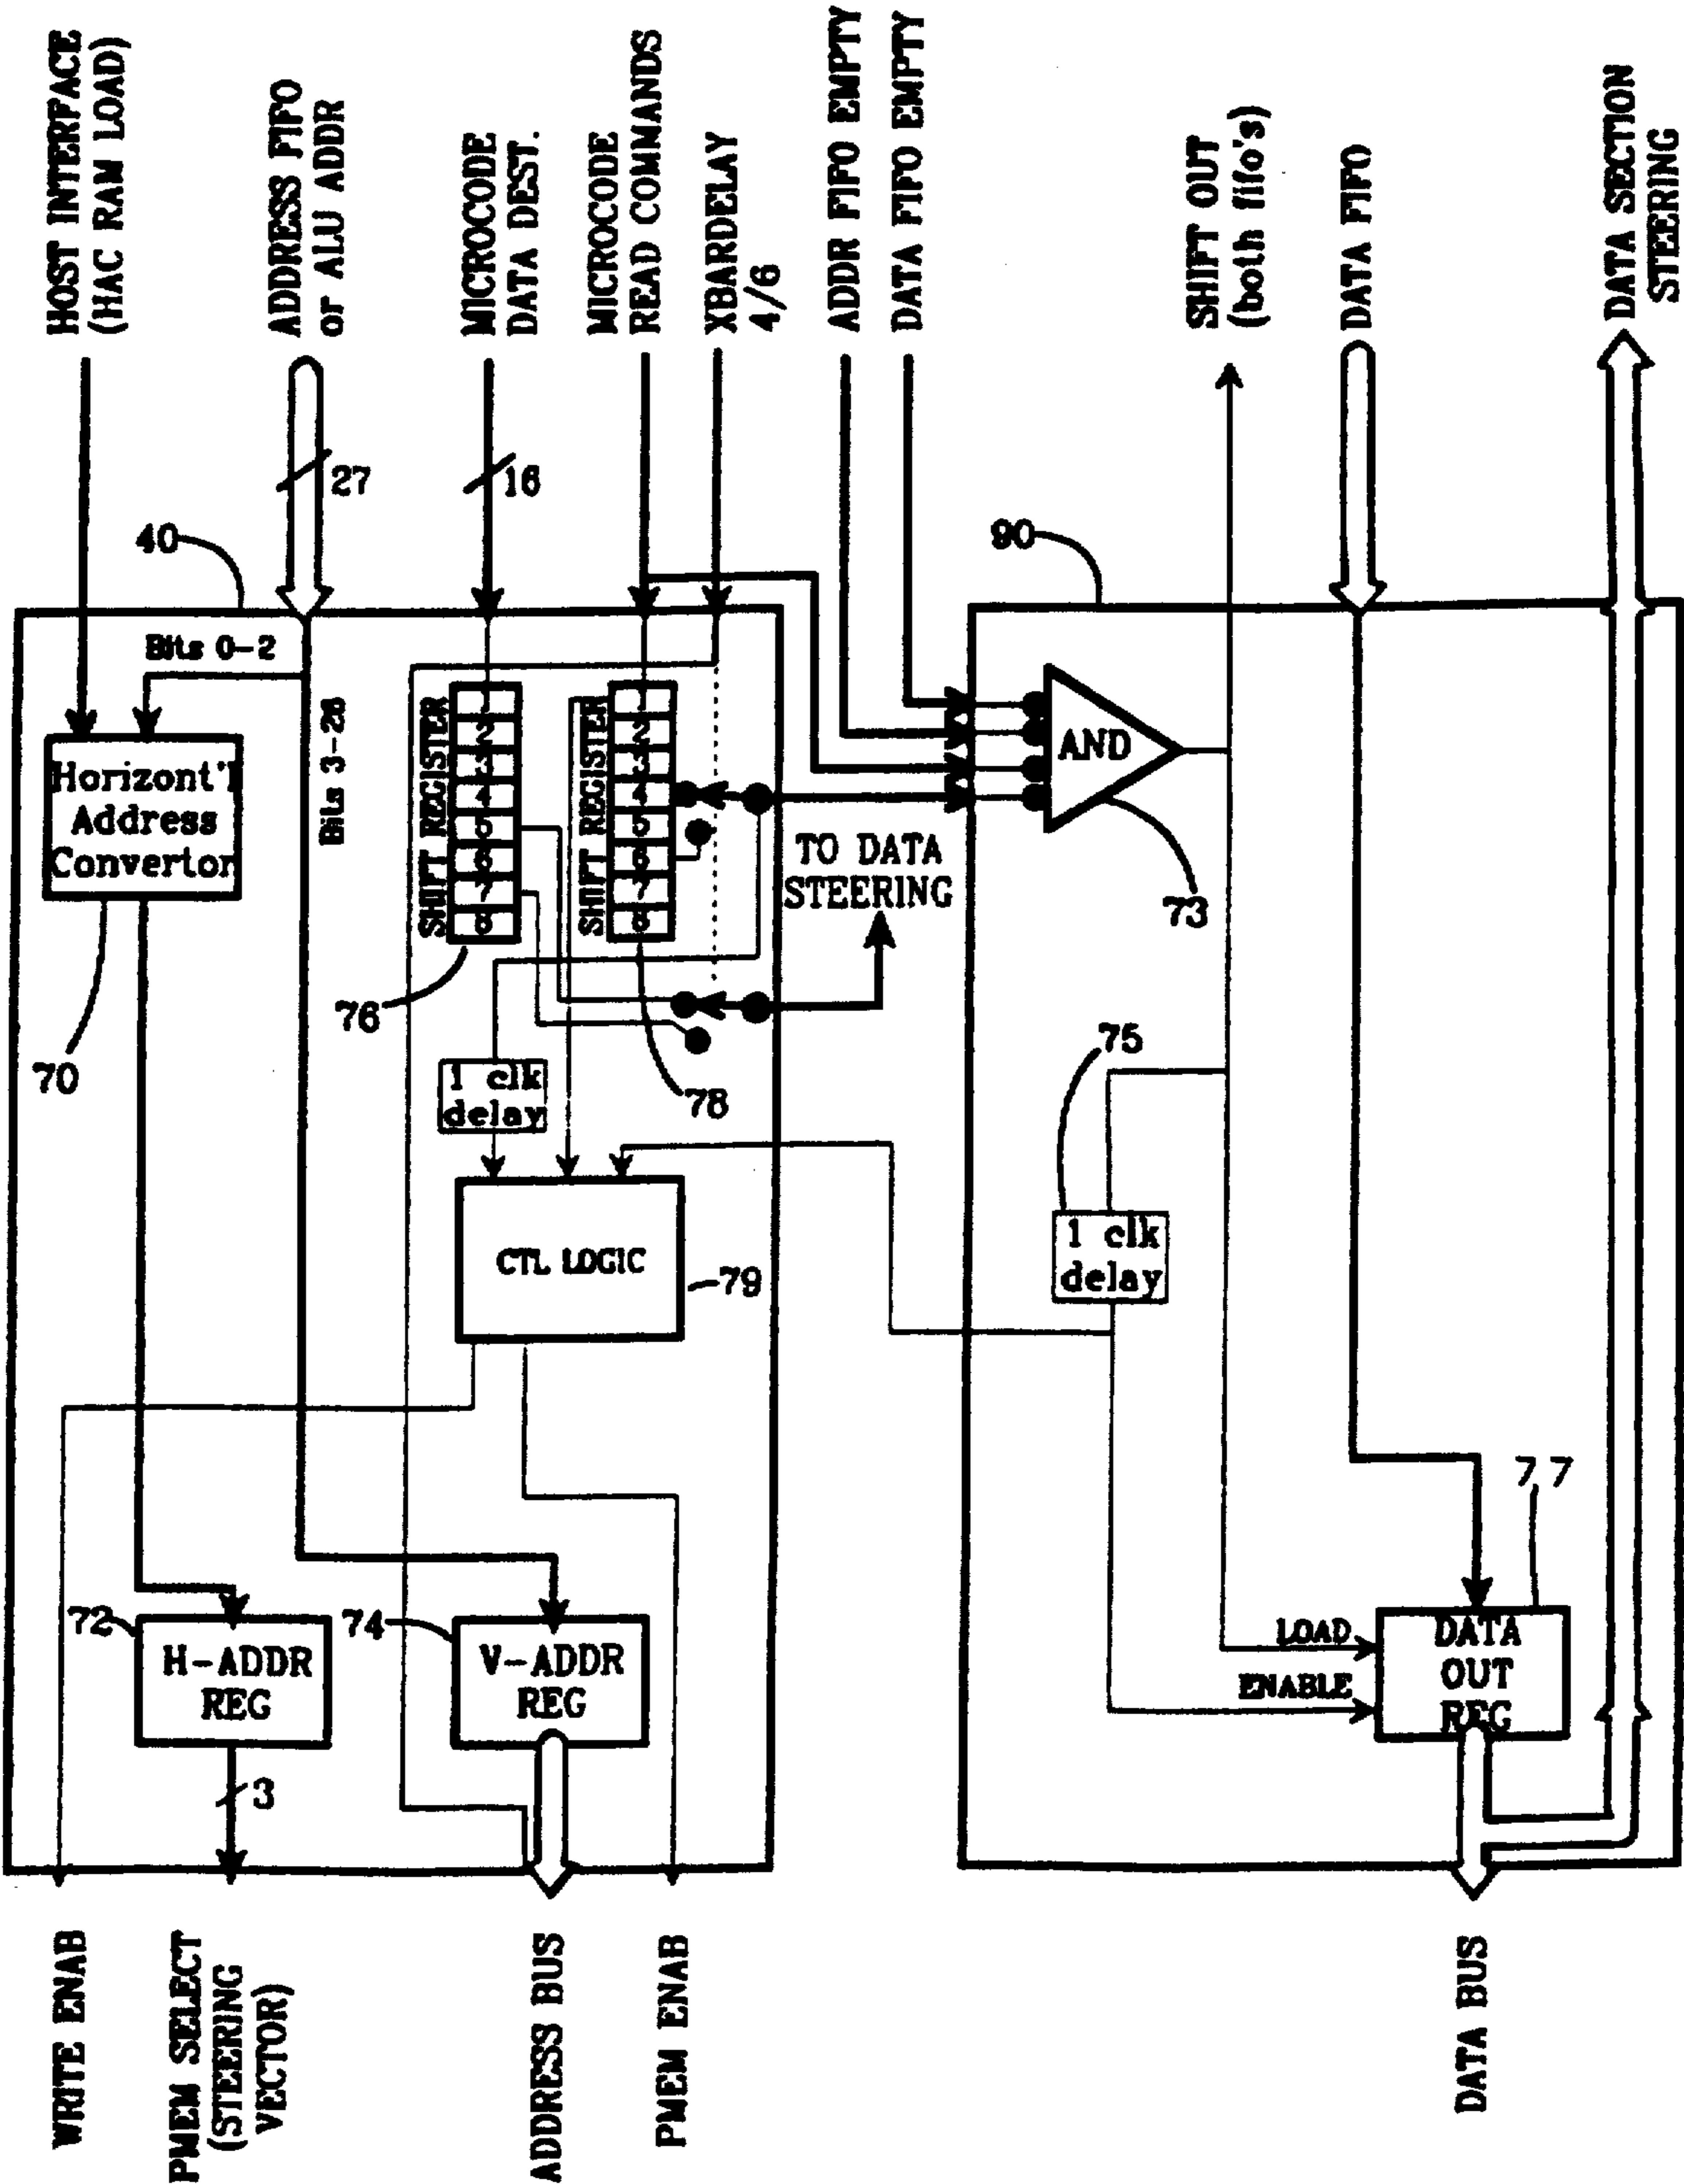 HOST INTERFACE
(HAC RAM LOAD)
ADDRESS FIFO
or ALU ADDR
MICROCODE
DATA DEST.
MICROCODE
READ COMMANDS
XBARDELAY
4/6
ADDR FIFO EMPTY
DATA FIFO EMPTY
SHIFT OUT
(both fifo's)
DATA FIFO
DATA SECTION
STEERING
27
16
40
90
Bits 0-2
Bits 3-26
Horizont'l
Address
Convertor
70
SHIFT REGISTER
1
2
3
4
5
6
7
8
76
SHIFT REGISTER
1
2
3
4
5
6
7
8
78
AND
73
TO DATA
STEERING
1 clk
delay
75
1 clk
delay
CTL LOGIC
79
77
72
H-ADDR
REG
74
V-ADDR
REG
LOAD
ENABLE
DATA
OUT
REG
3
WRITE ENAB
PMEM SELECT
(STEERING
VECTOR)
ADDRESS BUS
PMEM ENAB
DATA BUS